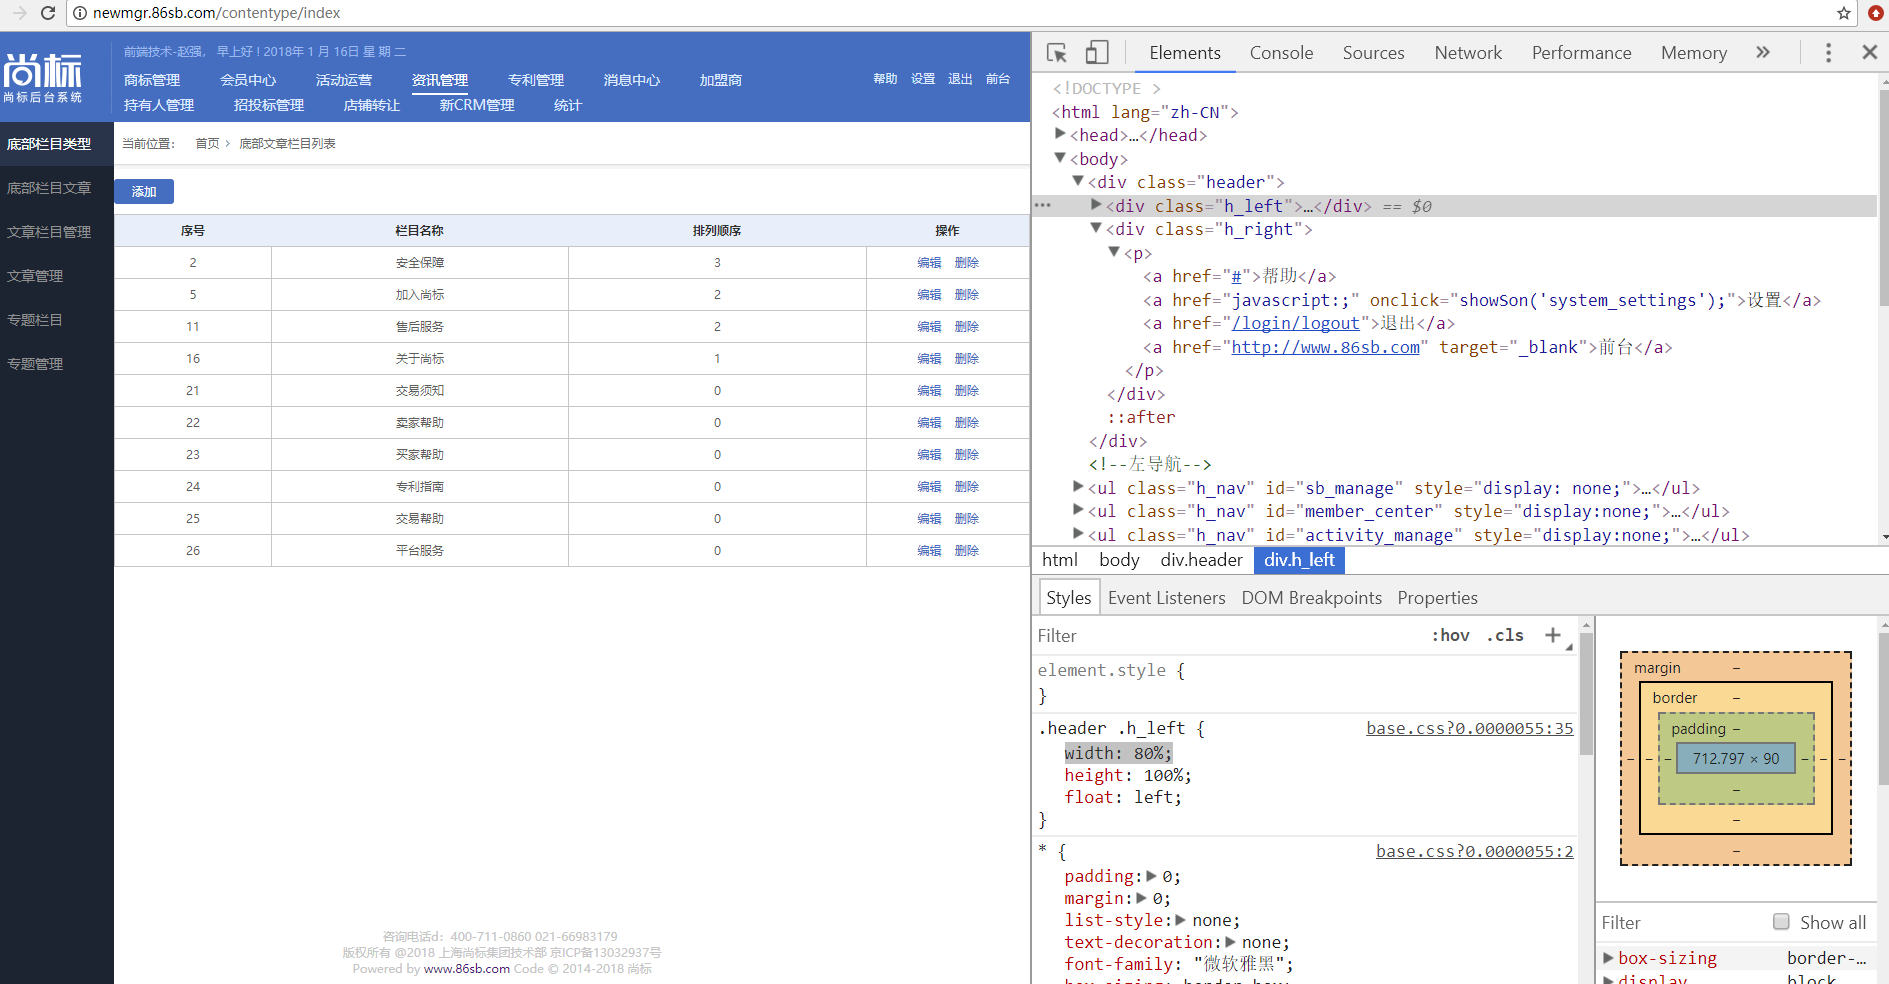 newmgr.86sb.com/contentype/index
尚标
尚标后台系统
前端技术-赵强， 早上好 ! 2018年 1 月 16日 星 期 二
商标管理 会员中心 活动运营 资讯管理 专利管理 消息中心 加盟商
持有人管理 招投标管理 店铺转让 新CRM管理 统计
帮助 设置 退出 前台
底部栏目类型
底部栏目文章
文章栏目管理
文章管理
专题栏目
专题管理
当前位置： 首页 > 底部文章栏目列表
添加
序号 栏目名称 排列顺序 操作
2 安全保障 3 编辑 删除
5 加入尚标 2 编辑 删除
11 售后服务 2 编辑 删除
16 关于尚标 1 编辑 删除
21 交易须知 0 编辑 删除
22 卖家帮助 0 编辑 删除
23 买家帮助 0 编辑 删除
24 专利指南 0 编辑 删除
25 交易帮助 0 编辑 删除
26 平台服务 0 编辑 删除
咨询电话d：400-711-0860 021-66983179
版权所有 @2018 上海尚标集团技术部 京ICP备13032937号
Powered by www.86sb.com Code © 2014-2018 尚标
Elements Console Sources Network Performance Memory »
<!DOCTYPE >
<html lang="zh-CN">
<head>…</head>
<body>
<div class="header">
<div class="h_left">…</div> == $0
<div class="h_right">
<p>
<a href="#">帮助</a>
<a href="javascript:;" onclick="showSon('system_settings');">设置</a>
<a href="/login/logout">退出</a>
<a href="http://www.86sb.com" target="_blank">前台</a>
</p>
</div>
::after
</div>
<!--左导航-->
<ul class="h_nav" id="sb_manage" style="display: none;">…</ul>
<ul class="h_nav" id="member_center" style="display:none;">…</ul>
<ul class="h_nav" id="activity_manage" style="display:none;">…</ul>
html body div.header div.h_left
Styles Event Listeners DOM Breakpoints Properties
Filter :hov .cls +
element.style {
}
.header .h_left { base.css?0.0000055:35
width: 80%;
height: 100%;
float: left;
}
* { base.css?0.0000055:2
padding: 0;
margin: 0;
list-style: none;
text-decoration: none;
font-family: "微软雅黑";
box-sizing: border-box;
margin –
border –
padding –
– – – 712.797 × 90 – – –
–
–
–
Filter Show all
box-sizing border-…
display block